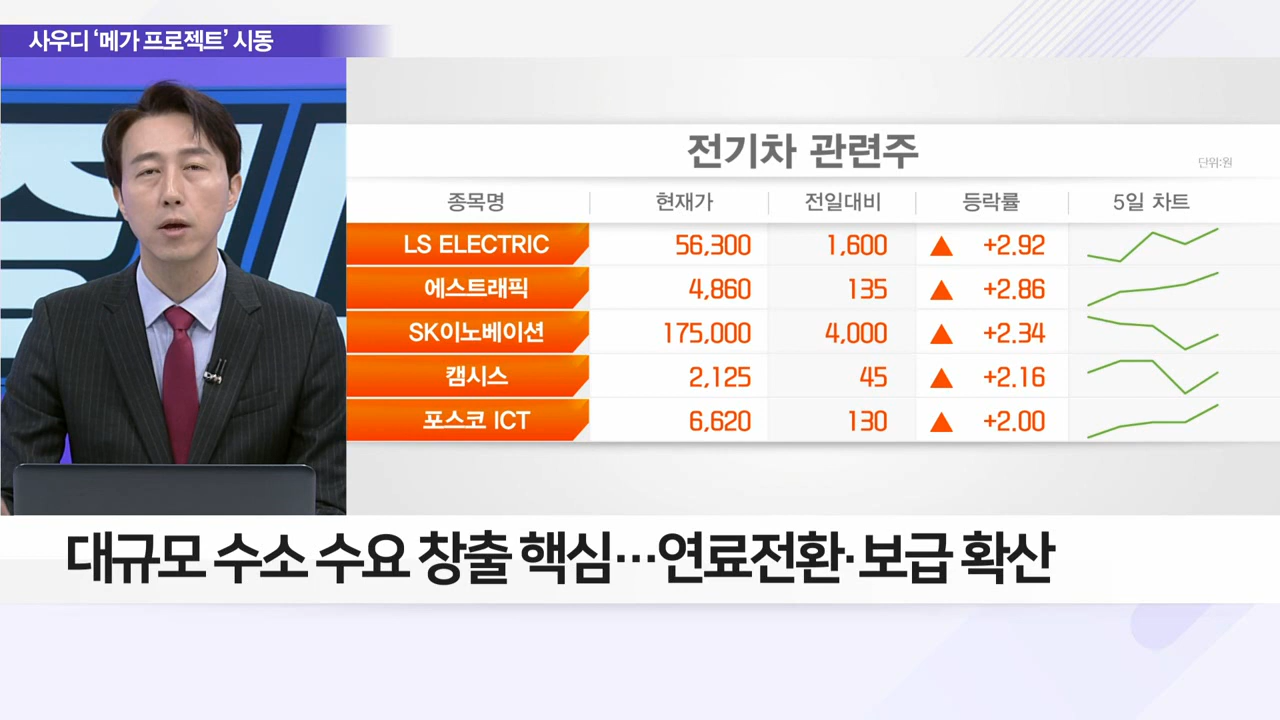 사우디 ‘메가 프로젝트’ 시동
전기차 관련주
단위:원
종목명 현재가 전일대비 등락률 5일 차트
LS ELECTRIC 56,300 1,600 ▲ +2.92
에스트래픽 4,860 135 ▲ +2.86
SK이노베이션 175,000 4,000 ▲ +2.34
캠시스 2,125 45 ▲ +2.16
포스코 ICT 6,620 130 ▲ +2.00
대규모 수소 수요 창출 핵심…연료전환·보급 확산